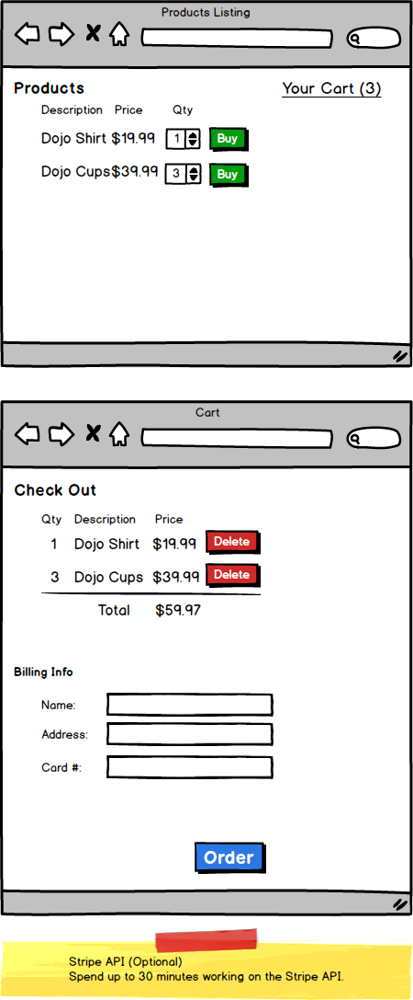 Products Listing
Products
Your Cart (3)
Description Price Qty
Dojo Shirt $19.99 1 Buy
Dojo Cups $39.99 3 Buy
Cart
Check Out
Qty Description Price
1 Dojo Shirt $19.99 Delete
3 Dojo Cups $39.99 Delete
Total $59.97
Billing Info
Name:
Address:
Card #:
Order
Stripe API (Optional)
Spend up to 30 minutes working on the Stripe API.